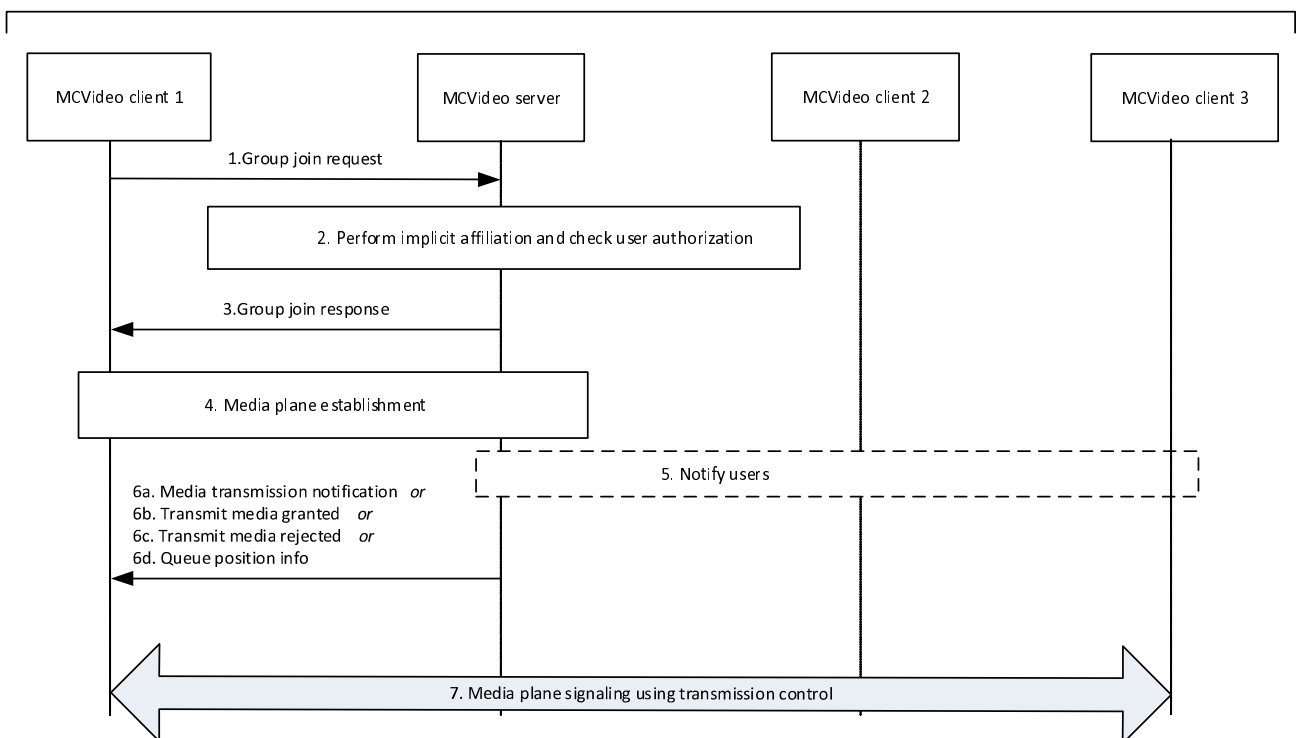 MCVideo client 1
MCVideo server
MCVideo client 2
MCVideo client 3
1.Group join request
2. Perform implicit affiliation and check user authorization
3.Group join response
4. Media plane establishment
5. Notify users
6a. Media transmission notification or
6b. Transmit media granted or
6c. Transmit media rejected or
6d. Queue position info
7. Media plane signaling using transmission control